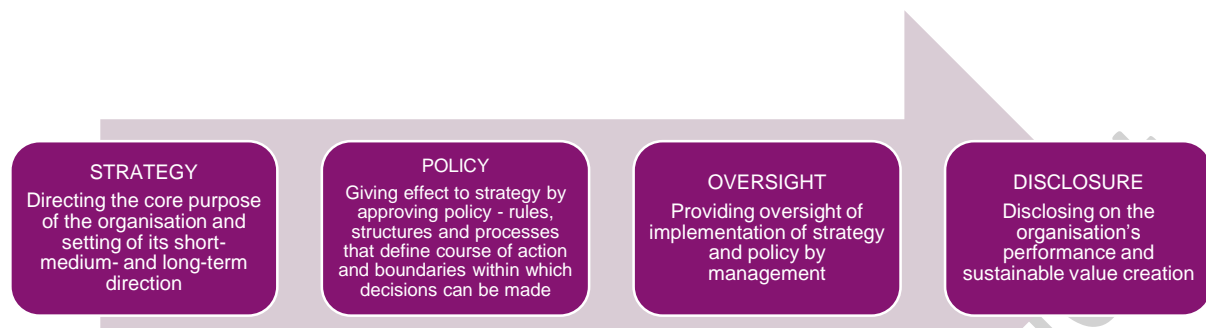 STRATEGY
Directing the core purpose
of the organisation and
setting of its short-
medium- and long-term
direction
POLICY
Giving effect to strategy by
approving policy - rules,
structures and processes
that define course of action
and boundaries within which
decisions can be made
OVERSIGHT
Providing oversight of
implementation of strategy
and policy by
management
DISCLOSURE
Disclosing on the
organisation's
performance and
sustainable value creation